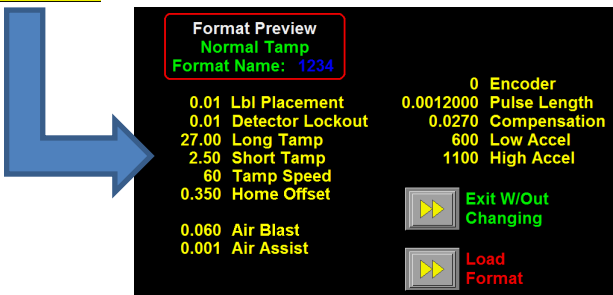 Format Preview
Normal Tamp
Format Name: 1234
0.01 Lbl Placement
0.01 Detector Lockout
27.00 Long Tamp
2.50 Short Tamp
60 Tamp Speed
0.350 Home Offset
0.060 Air Blast
0.001 Air Assist
0 Encoder
0.0012000 Pulse Length
0.0270 Compensation
600 Low Accel
1100 High Accel
Exit W/Out
Changing
Load
Format